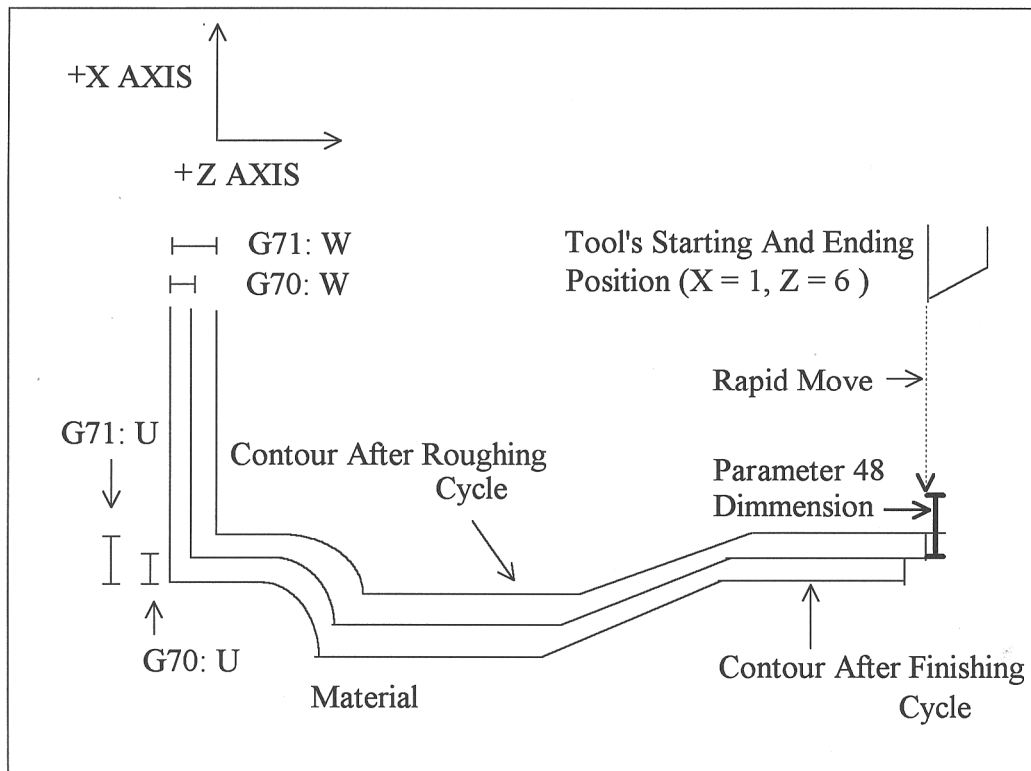 +X AXIS
+Z AXIS
G71: W
G70: W
Tool's Starting And Ending
Position (X = 1, Z = 6 )
Rapid Move
G71: U
Contour After Roughing
Cycle
Parameter 48
Dimmension
G70: U
Contour After Finishing
Cycle
Material